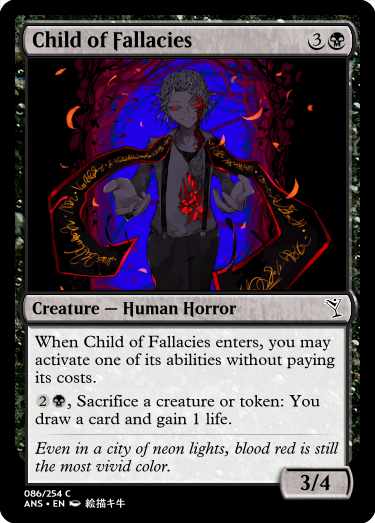 Child of Fallacies 3
Creature — Human Horror
When Child of Fallacies enters, you may
activate one of its abilities without paying
its costs.
2 , Sacrifice a creature or token: You
draw a card and gain 1 life.
Even in a city of neon lights, blood red is still
the most vivid color.
3/4
086/254 C
ANS • EN 絵描キ牛